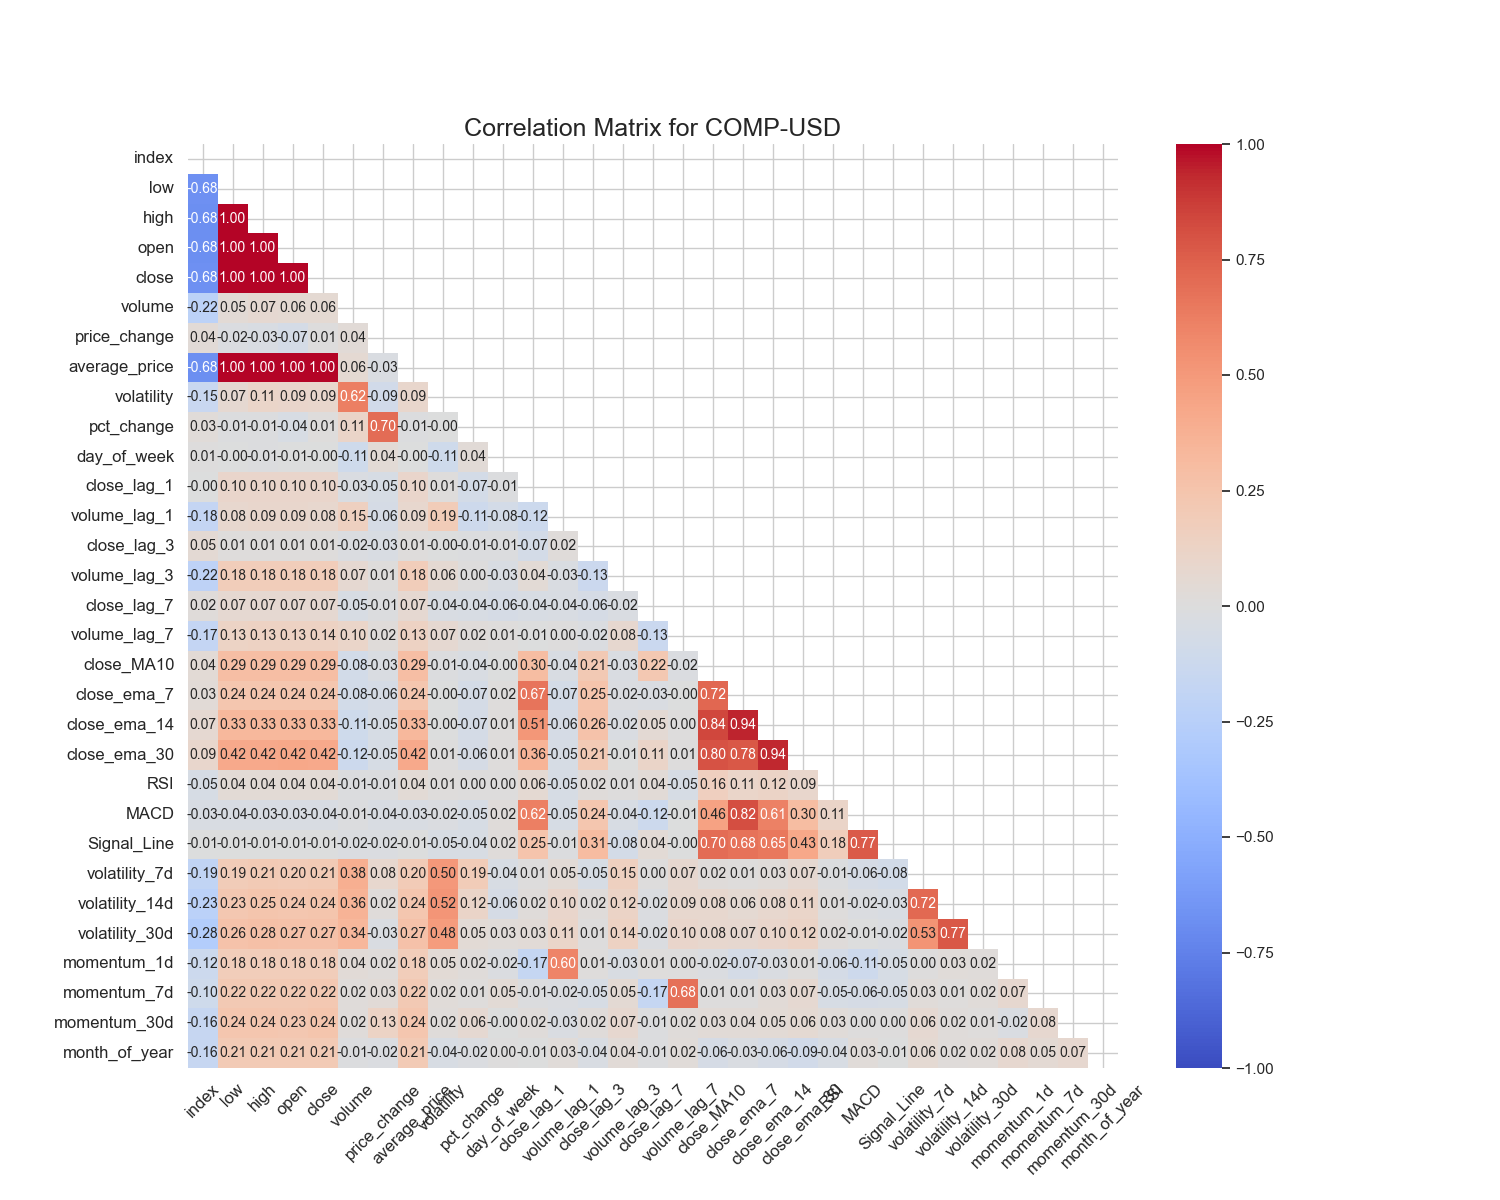 Correlation Matrix for COMP-USD
index
low -0.68
high -0.68 1.00
open -0.68 1.00 1.00
close -0.68 1.00 1.00 1.00
volume -0.22 0.05 0.07 0.06 0.06
price_change 0.04 -0.02 -0.03 -0.07 0.01 0.04
average_price -0.68 1.00 1.00 1.00 1.00 0.06 -0.03
volatility -0.15 0.07 0.11 0.09 0.09 0.62 -0.09 0.09
pct_change 0.03 -0.01 -0.01 -0.04 0.01 0.11 0.70 -0.01 -0.00
day_of_week 0.01 -0.00 -0.01 -0.01 -0.00 -0.11 0.04 -0.00 -0.11 0.04
close_lag_1 -0.00 0.10 0.10 0.10 0.10 -0.03 -0.05 0.10 0.01 -0.07 -0.01
volume_lag_1 -0.18 0.08 0.09 0.09 0.08 0.15 -0.06 0.09 0.19 -0.11 -0.08 -0.12
close_lag_3 0.05 0.01 0.01 0.01 0.01 -0.02 -0.03 0.01 -0.00 -0.01 -0.01 -0.07 0.02
volume_lag_3 -0.22 0.18 0.18 0.18 0.18 0.07 0.01 0.18 0.06 0.00 -0.03 0.04 -0.03 -0.13
close_lag_7 0.02 0.07 0.07 0.07 0.07 -0.05 -0.01 0.07 -0.04 -0.04 -0.06 -0.04 -0.04 -0.06 -0.02
volume_lag_7 -0.17 0.13 0.13 0.13 0.14 0.10 0.02 0.13 0.07 0.02 0.01 -0.01 0.00 -0.02 0.08 -0.13
close_MA10 0.04 0.29 0.29 0.29 0.29 -0.08 -0.03 0.29 -0.01 -0.04 -0.00 0.30 -0.04 0.21 -0.03 0.22 -0.02
close_ema_7 0.03 0.24 0.24 0.24 0.24 -0.08 -0.06 0.24 -0.00 -0.07 0.02 0.67 -0.07 0.25 -0.02 -0.03 -0.00 0.72
close_ema_14 0.07 0.33 0.33 0.33 0.33 -0.11 -0.05 0.33 -0.00 -0.07 0.01 0.51 -0.06 0.26 -0.02 0.05 0.00 0.84 0.94
close_ema_30 0.09 0.42 0.42 0.42 0.42 -0.12 -0.05 0.42 0.01 -0.06 0.01 0.36 -0.05 0.21 -0.01 0.11 0.01 0.80 0.78 0.94
RSI -0.05 0.04 0.04 0.04 0.04 -0.01 -0.01 0.04 0.01 0.00 0.00 0.06 -0.05 0.02 0.01 0.04 -0.05 0.16 0.11 0.12 0.09
MACD -0.03 -0.04 -0.03 -0.03 -0.04 -0.01 -0.04 -0.03 -0.02 -0.05 0.02 0.62 -0.05 0.24 -0.04 -0.12 -0.01 0.46 0.82 0.61 0.30 0.11
Signal_Line -0.01 -0.01 -0.01 -0.01 -0.01 -0.02 -0.02 -0.01 -0.05 -0.04 0.02 0.25 -0.01 0.31 -0.08 0.04 -0.00 0.70 0.68 0.65 0.43 0.18 0.77
volatility_7d -0.19 0.19 0.21 0.20 0.21 0.38 0.08 0.20 0.50 0.19 -0.04 0.01 0.05 -0.05 0.15 0.00 0.07 0.02 0.01 0.03 0.07 -0.01 -0.06 -0.08
volatility_14d -0.23 0.23 0.25 0.24 0.24 0.36 0.02 0.24 0.52 0.12 -0.06 0.02 0.10 0.02 0.12 -0.02 0.09 0.08 0.06 0.08 0.11 0.01 -0.02 -0.03 0.72
volatility_30d -0.28 0.26 0.28 0.27 0.27 0.34 -0.03 0.27 0.48 0.05 0.03 0.03 0.11 0.01 0.14 -0.02 0.10 0.08 0.07 0.10 0.12 0.02 -0.01 -0.02 0.53 0.77
momentum_1d -0.12 0.18 0.18 0.18 0.18 0.04 0.02 0.18 0.05 0.02 -0.02 -0.17 0.60 0.01 -0.03 0.01 0.00 -0.02 -0.07 -0.03 0.01 -0.06 -0.11 -0.05 0.00 0.03 0.02
momentum_7d -0.10 0.22 0.22 0.22 0.22 0.02 0.03 0.22 0.02 0.01 0.05 -0.01 -0.02 -0.05 0.05 -0.17 0.68 0.01 0.01 0.03 0.07 -0.05 -0.06 -0.05 0.03 0.01 0.02 0.07
momentum_30d -0.16 0.24 0.24 0.23 0.24 0.02 0.13 0.24 0.02 0.06 -0.00 0.02 -0.03 0.02 0.07 -0.01 0.02 0.03 0.04 0.05 0.06 0.03 0.00 0.00 0.06 0.02 0.01 -0.02 0.08
month_of_year -0.16 0.21 0.21 0.21 0.21 -0.01 -0.02 0.21 -0.04 -0.02 0.00 -0.01 0.03 -0.04 0.04 -0.01 0.02 -0.06 -0.03 -0.06 -0.09 -0.04 0.03 -0.01 0.06 0.02 0.02 0.08 0.05 0.07
index low high open close volume price_change average_price volatility pct_change day_of_week close_lag_1 volume_lag_1 close_lag_3 volume_lag_3 close_lag_7 volume_lag_7 close_MA10 close_ema_7 close_ema_14 close_ema_30 RSI MACD Signal_Line volatility_7d volatility_14d volatility_30d momentum_1d momentum_7d momentum_30d month_of_year
1.00
0.75
0.50
0.25
0.00
−0.25
−0.50
−0.75
−1.00